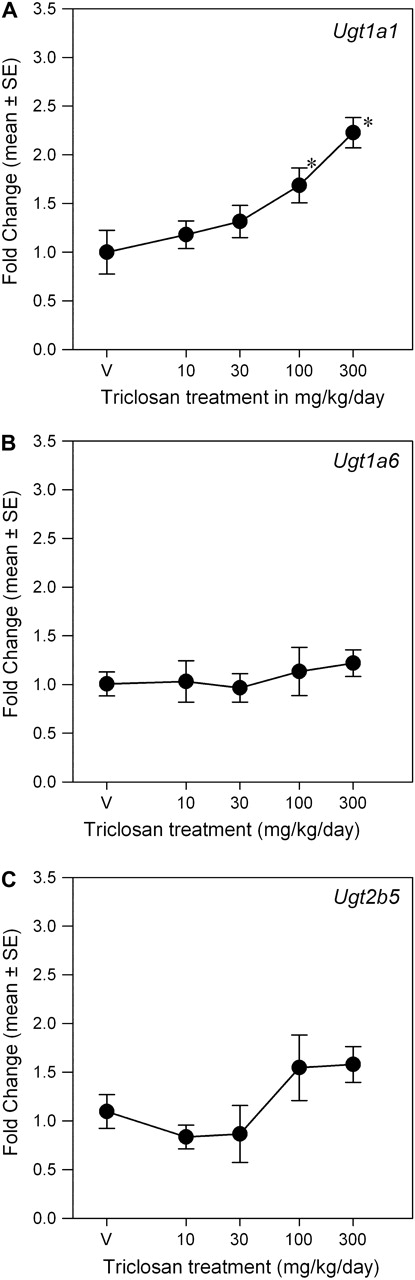 A
Ugt1a1
Fold Change (mean ± SE)
3.5
3.0
2.5
2.0
1.5
1.0
0.5
0.0
*
*
V 10 30 100 300
Triclosan treatment in mg/kg/day
B
Ugt1a6
Fold Change (mean ± SE)
3.5
3.0
2.5
2.0
1.5
1.0
0.5
0.0
V 10 30 100 300
Triclosan treatment (mg/kg/day)
C
Ugt2b5
Fold Change (mean ± SE)
3.5
3.0
2.5
2.0
1.5
1.0
0.5
0.0
V 10 30 100 300
Triclosan treatment (mg/kg/day)